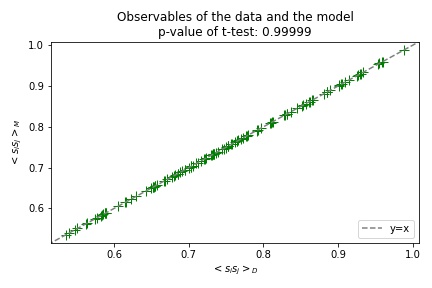 Observables of the data and the model
p-value of t-test: 0.99999
1.0
0.9
0.8
0.7
0.6
< s_i s_j >_M
y=x
0.6 0.7 0.8 0.9 1.0
< s_i s_j >_D